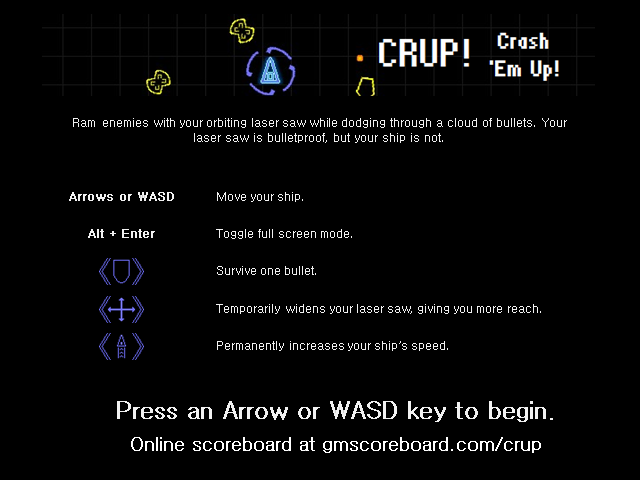 CRUP!
Crash
'Em Up!
Ram enemies with your orbiting laser saw while dodging through a cloud of bullets. Your
laser saw is bulletproof, but your ship is not.
Arrows or WASD Move your ship.
Alt + Enter Toggle full screen mode.
Survive one bullet.
Temporarily widens your laser saw, giving you more reach.
Permanently increases your ship's speed.
Press an Arrow or WASD key to begin.
Online scoreboard at gmscoreboard.com/crup